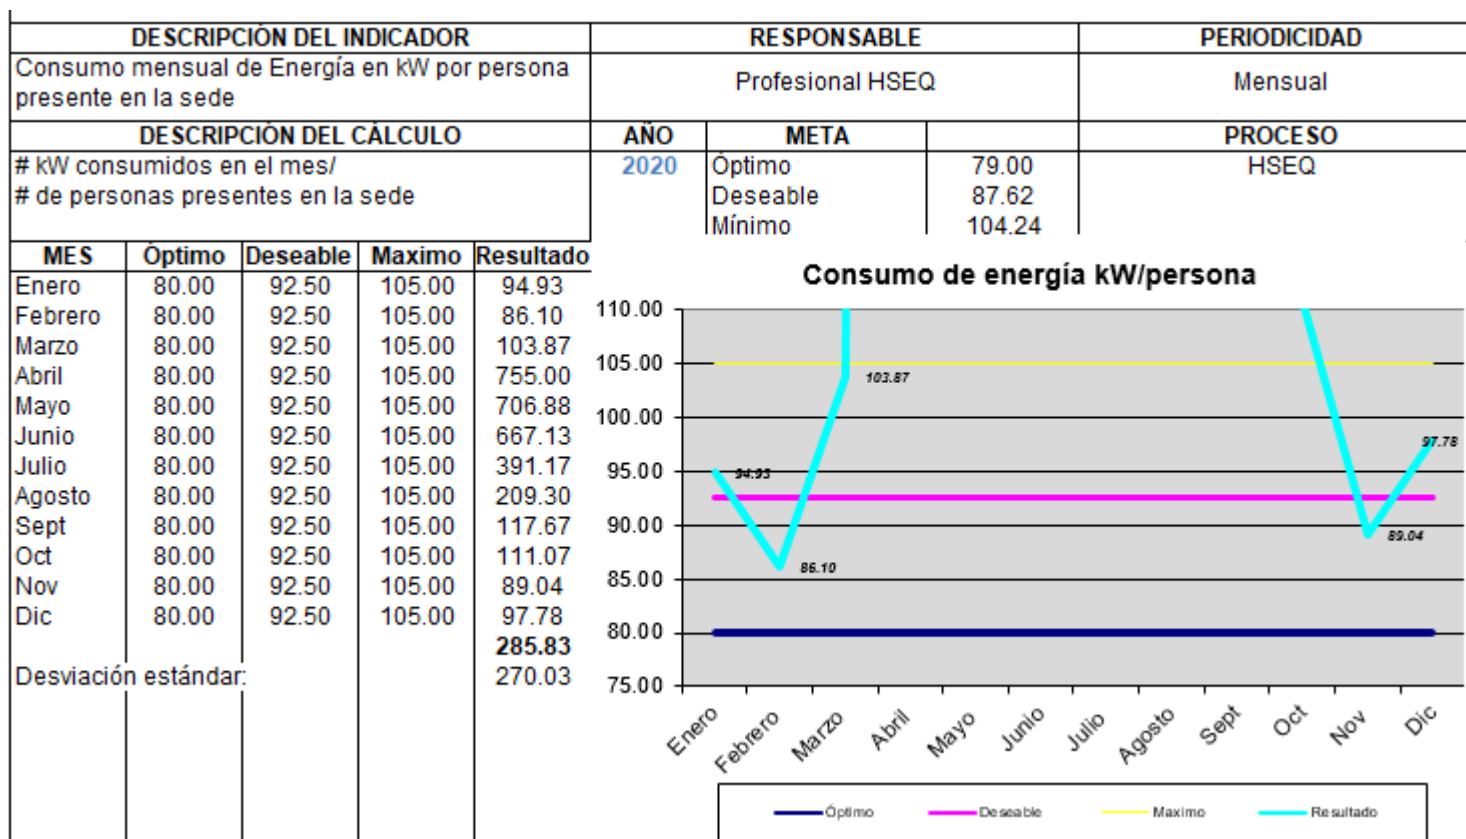 DESCRIPCIÓN DEL INDICADOR RESPONSABLE PERIODICIDAD
Consumo mensual de Energía en kW por persona
presente en la sede
Profesional HSEQ Mensual
DESCRIPCIÓN DEL CÁLCULO AÑO META PROCESO
# kW consumidos en el mes/ 2020 Óptimo 79.00 HSEQ
# de personas presentes en la sede Deseable 87.62
Mínimo 104.24
MES Óptimo Deseable Maximo Resultado
Enero 80.00 92.50 105.00 94.93
Febrero 80.00 92.50 105.00 86.10
Marzo 80.00 92.50 105.00 103.87
Abril 80.00 92.50 105.00 755.00
Mayo 80.00 92.50 105.00 706.88
Junio 80.00 92.50 105.00 667.13
Julio 80.00 92.50 105.00 391.17
Agosto 80.00 92.50 105.00 209.30
Sept 80.00 92.50 105.00 117.67
Oct 80.00 92.50 105.00 111.07
Nov 80.00 92.50 105.00 89.04
Dic 80.00 92.50 105.00 97.78
285.83
Desviación estándar: 270.03
Consumo de energía kW/persona
110.00
105.00
103.87
100.00
97.78
95.00
94.93
90.00
89.04
86.10
85.00
80.00
75.00
Enero Febrero Marzo Abril Mayo Junio Julio Agosto Sept Oct Nov Dic
Óptimo Deseable Maximo Resultado